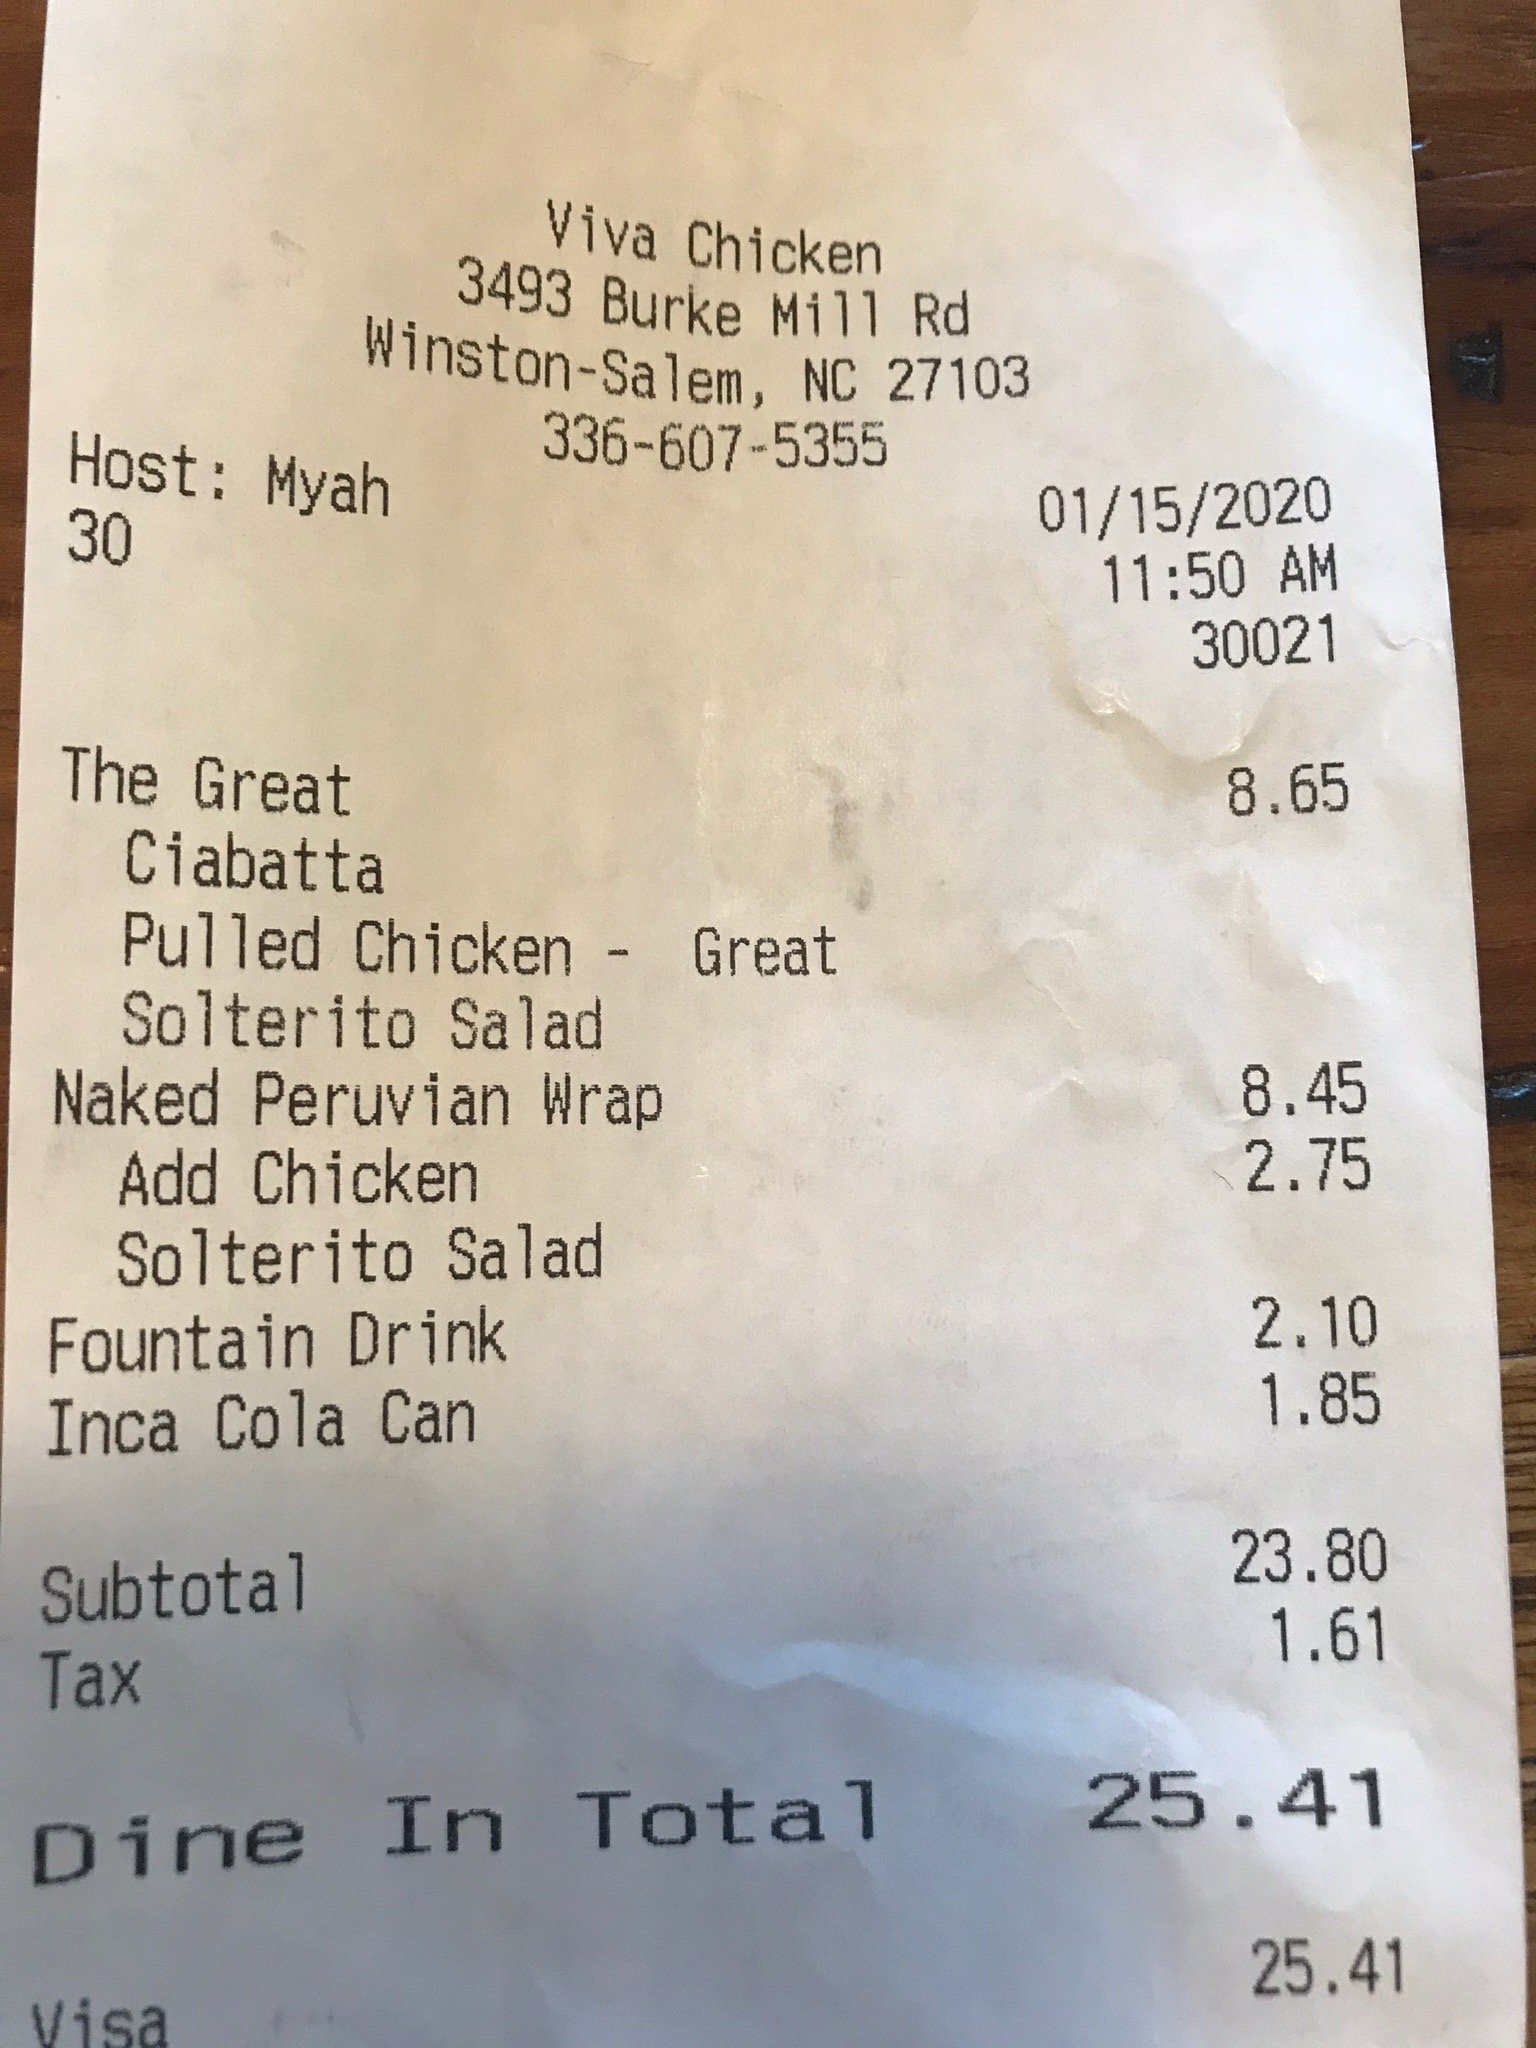 Viva Chicken
3493 Burke Mill Rd
Winston-Salem, NC 27103
336-607-5355
Host: Myah 01/15/2020
30 11:50 AM
30021
The Great 8.65
Ciabatta
Pulled Chicken - Great
Solterito Salad
Naked Peruvian Wrap 8.45
Add Chicken 2.75
Solterito Salad
Fountain Drink 2.10
Inca Cola Can 1.85
Subtotal 23.80
Tax 1.61
Dine In Total 25.41
Visa 25.41